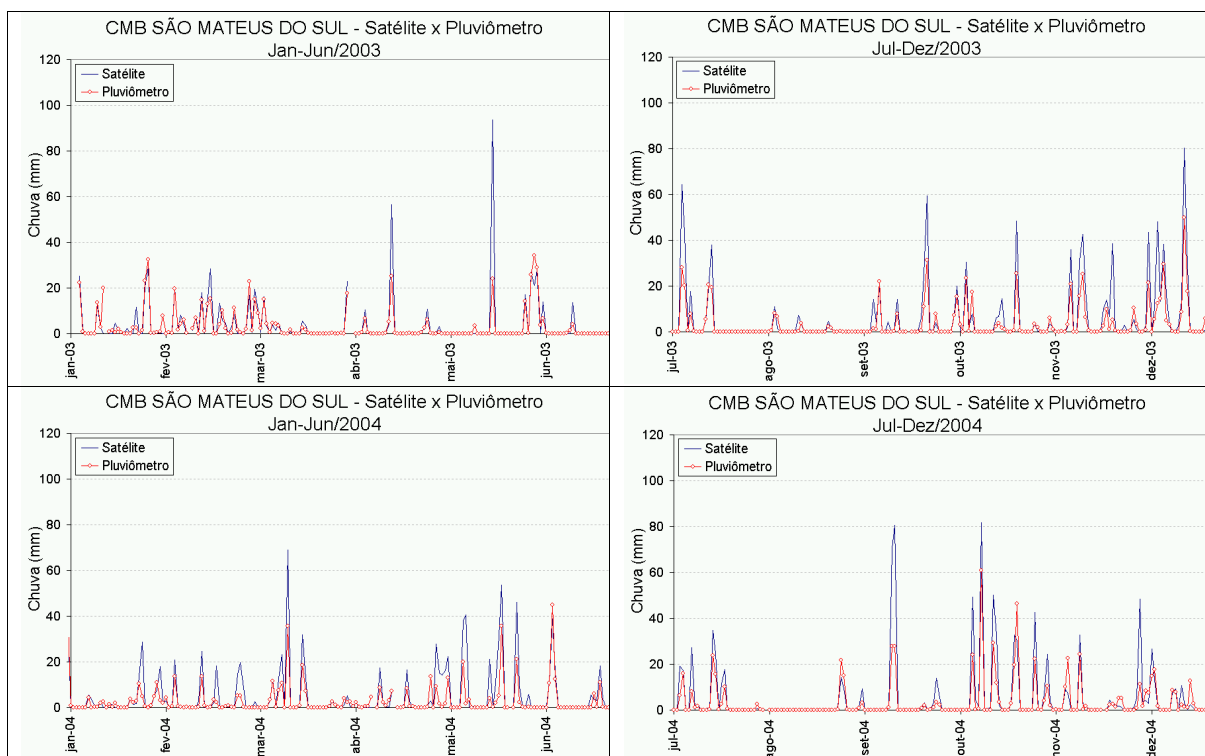 CMB SÃO MATEUS DO SUL - Satélite x Pluviômetro
Jan-Jun/2003
120
100
80
60
40
20
0
Chuva (mm)
Satélite
Pluviômetro
jan-03
fev-03
mar-03
abr-03
mai-03
jun-03
CMB SÃO MATEUS DO SUL - Satélite x Pluviômetro
Jul-Dez/2003
120
100
80
60
40
20
0
Chuva (mm)
Satélite
Pluviômetro
jul-03
ago-03
set-03
out-03
nov-03
dez-03
CMB SÃO MATEUS DO SUL - Satélite x Pluviômetro
Jan-Jun/2004
120
100
80
60
40
20
0
Chuva (mm)
Satélite
Pluviômetro
jan-04
fev-04
mar-04
abr-04
mai-04
jun-04
CMB SÃO MATEUS DO SUL - Satélite x Pluviômetro
Jul-Dez/2004
120
100
80
60
40
20
0
Chuva (mm)
Satélite
Pluviômetro
jul-04
ago-04
set-04
out-04
nov-04
dez-04